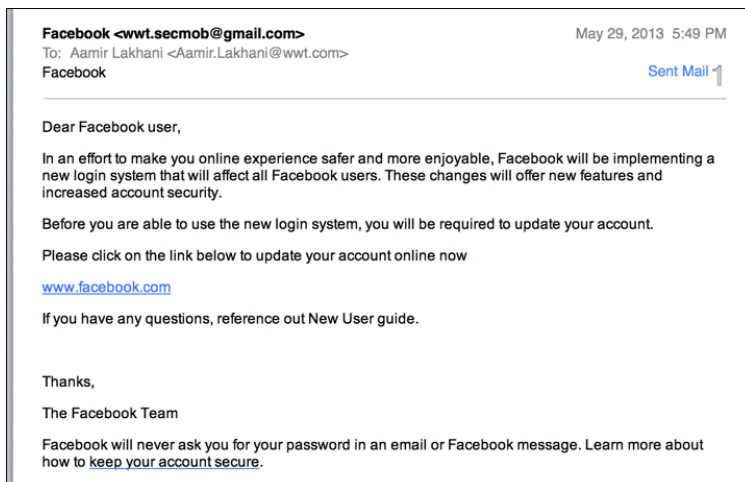 Facebook <wwt.secmob@gmail.com> May 29, 2013 5:49 PM
To: Aamir Lakhani <Aamir.Lakhani@wwt.com>
Facebook Sent Mail
Dear Facebook user,
In an effort to make you online experience safer and more enjoyable, Facebook will be implementing a
new login system that will affect all Facebook users. These changes will offer new features and
increased account security.
Before you are able to use the new login system, you will be required to update your account.
Please click on the link below to update your account online now
www.facebook.com
If you have any questions, reference out New User guide.
Thanks,
The Facebook Team
Facebook will never ask you for your password in an email or Facebook message. Learn more about
how to keep your account secure.